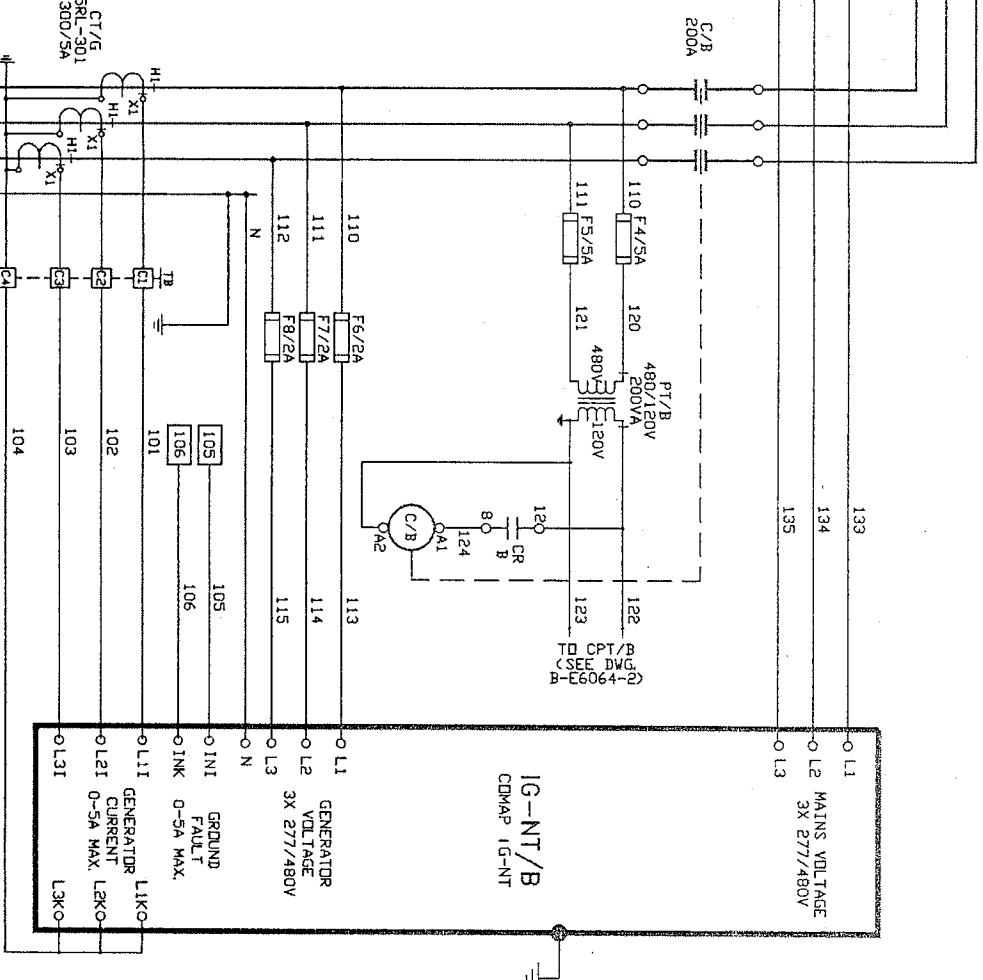 CT/G
SRL-301
300/5A
H1
X1
H1
X1
H1
X1
C/B
200A
N
112
111
110
111
110
F5/5A
F4/5A
121
120
480V
PT/B
480/120V
200VA
120V
F8/2A
F7/2A
F6/2A
C4
C3
C2
C1
TB
104
103
102
101
106
105
106
105
115
114
113
C/B
A2
A1
124
8
CR
B
12
123
122
TO CPT/B
(SEE DWG.
B-E6064-2)
135
134
133
L3I
L2I
L1I
INK
INI
N
L3
L2
L1
GENERATOR
CURRENT
0-5A MAX.
L3K
L2K
L1K
GROUND
FAULT
0-5A MAX.
GENERATOR
VOLTAGE
3X 277/480V
IG-NT/B
COMAP IG-NT
L3
L2
L1
MAINS VOLTAGE
3X 277/480V